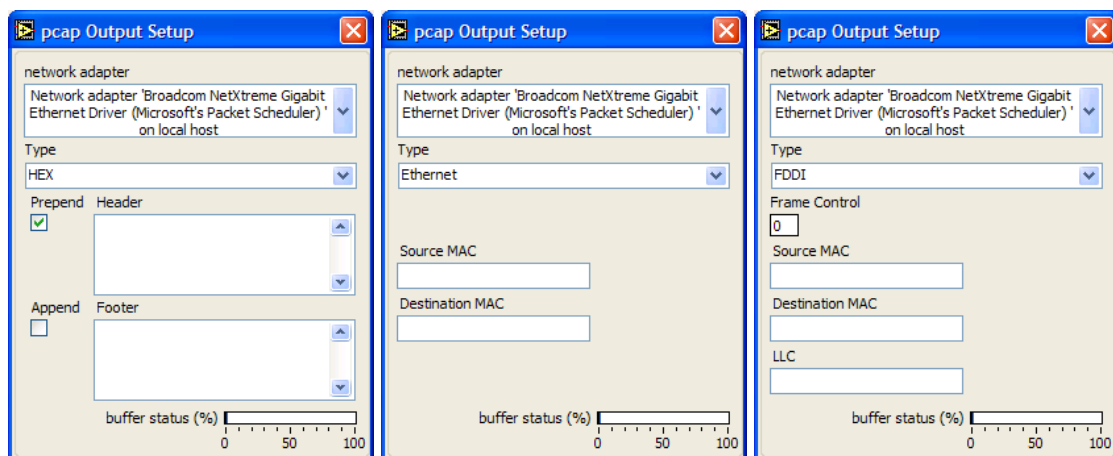 pcap Output Setup
network adapter
Network adapter 'Broadcom NetXtreme Gigabit
Ethernet Driver (Microsoft's Packet Scheduler) '
on local host
Type
HEX
Prepend Header
Append Footer
buffer status (%)
0 50 100
pcap Output Setup
network adapter
Network adapter 'Broadcom NetXtreme Gigabit
Ethernet Driver (Microsoft's Packet Scheduler) '
on local host
Type
Ethernet
Source MAC
Destination MAC
buffer status (%)
0 50 100
pcap Output Setup
network adapter
Network adapter 'Broadcom NetXtreme Gigabit
Ethernet Driver (Microsoft's Packet Scheduler) '
on local host
Type
FDDI
Frame Control
0
Source MAC
Destination MAC
LLC
buffer status (%)
0 50 100